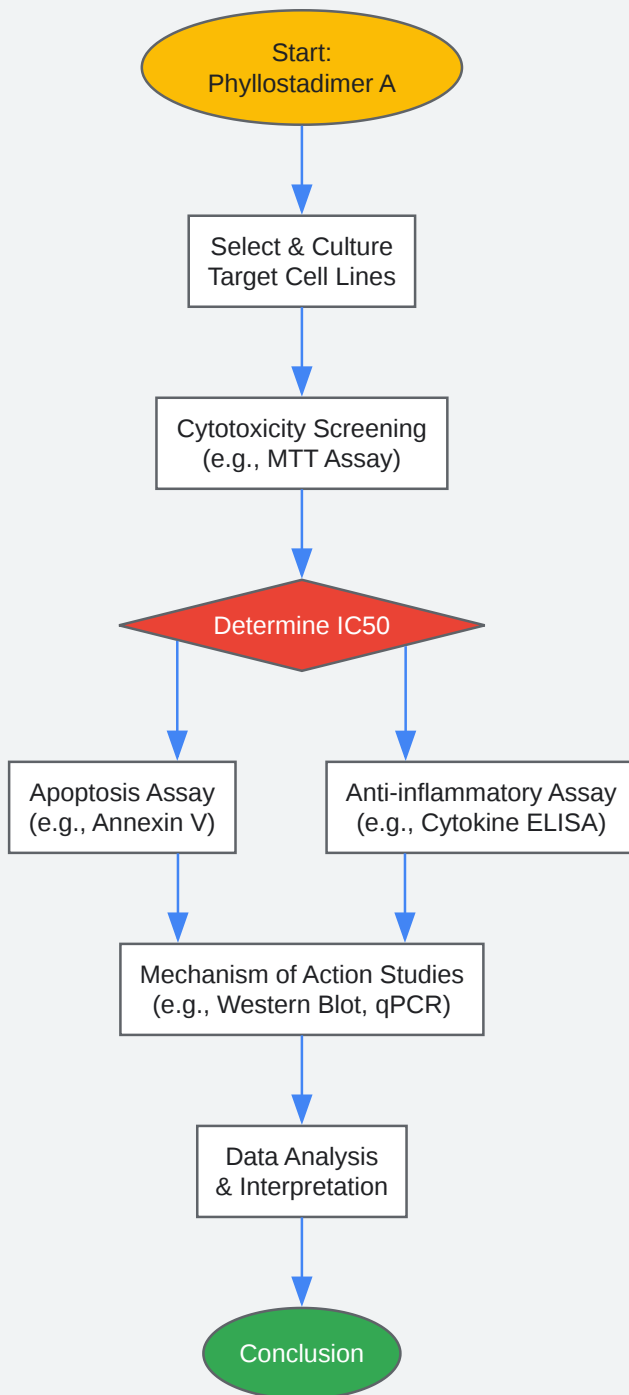 Start:
Phyllostadimer A
Select & Culture
Target Cell Lines
Cytotoxicity Screening
(e.g., MTT Assay)
Determine IC50
Apoptosis Assay
(e.g., Annexin V)
Anti-inflammatory Assay
(e.g., Cytokine ELISA)
Mechanism of Action Studies
(e.g., Western Blot, qPCR)
Data Analysis
& Interpretation
Conclusion